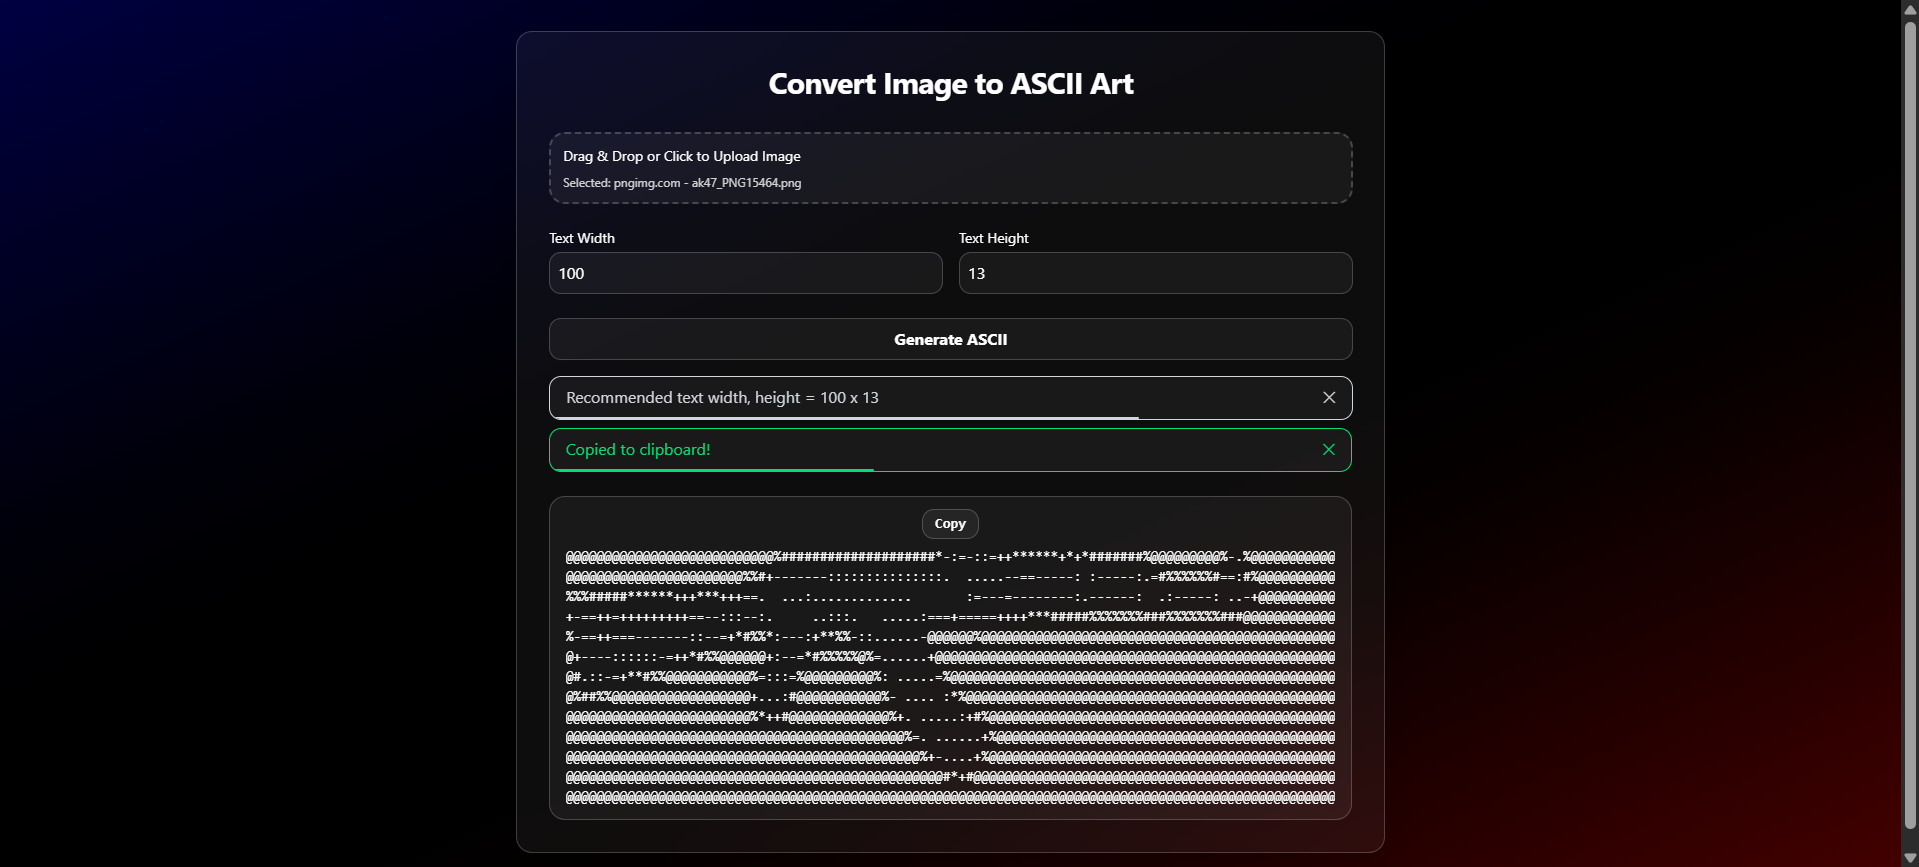 Convert Image to ASCII Art
Drag & Drop or Click to Upload Image
Selected: pngimg.com - ak47_PNG15464.png
Text Width
Text Height
100
13
Generate ASCII
Recommended text width, height = 100 x 13
Copied to clipboard!
Copy